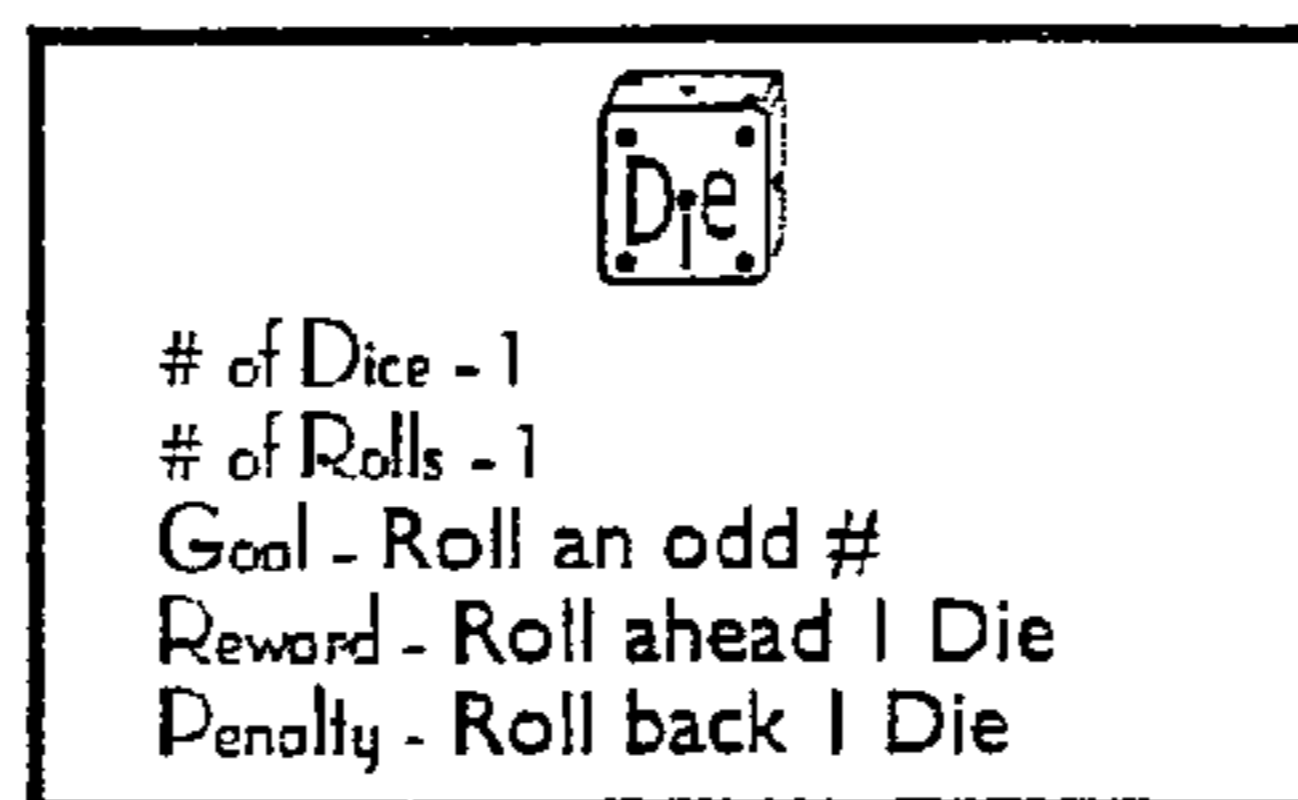 Die
# of Dice - 1
# of Rolls - 1
Goal - Roll an odd #
Reward - Roll ahead 1 Die
Penalty - Roll back 1 Die